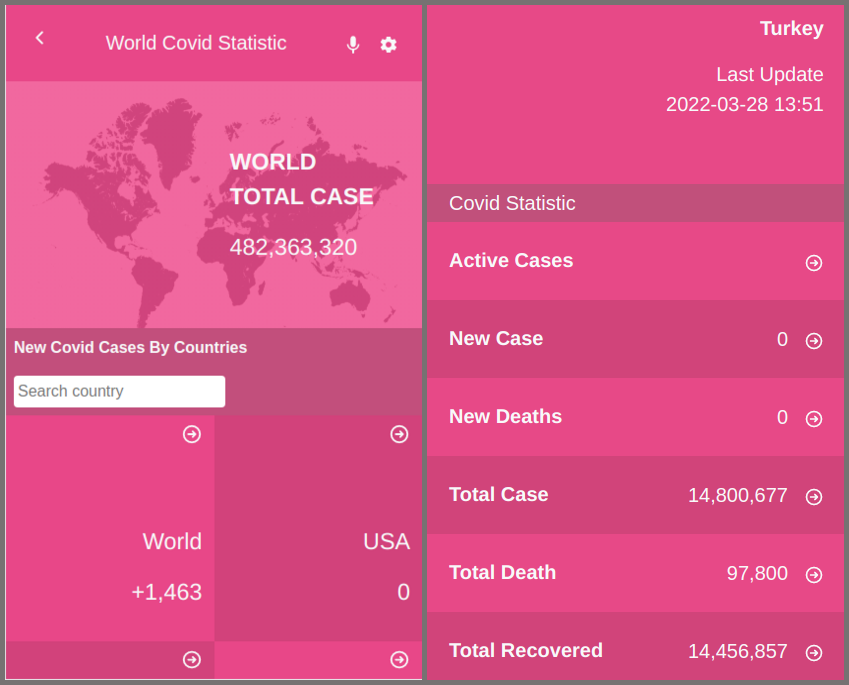 World Covid Statistic
WORLD
TOTAL CASE
482,363,320
New Covid Cases By Countries
Search country
World
+1,463
USA
0
Turkey
Last Update
2022-03-28 13:51
Covid Statistic
Active Cases
New Case 0
New Deaths 0
Total Case 14,800,677
Total Death 97,800
Total Recovered 14,456,857